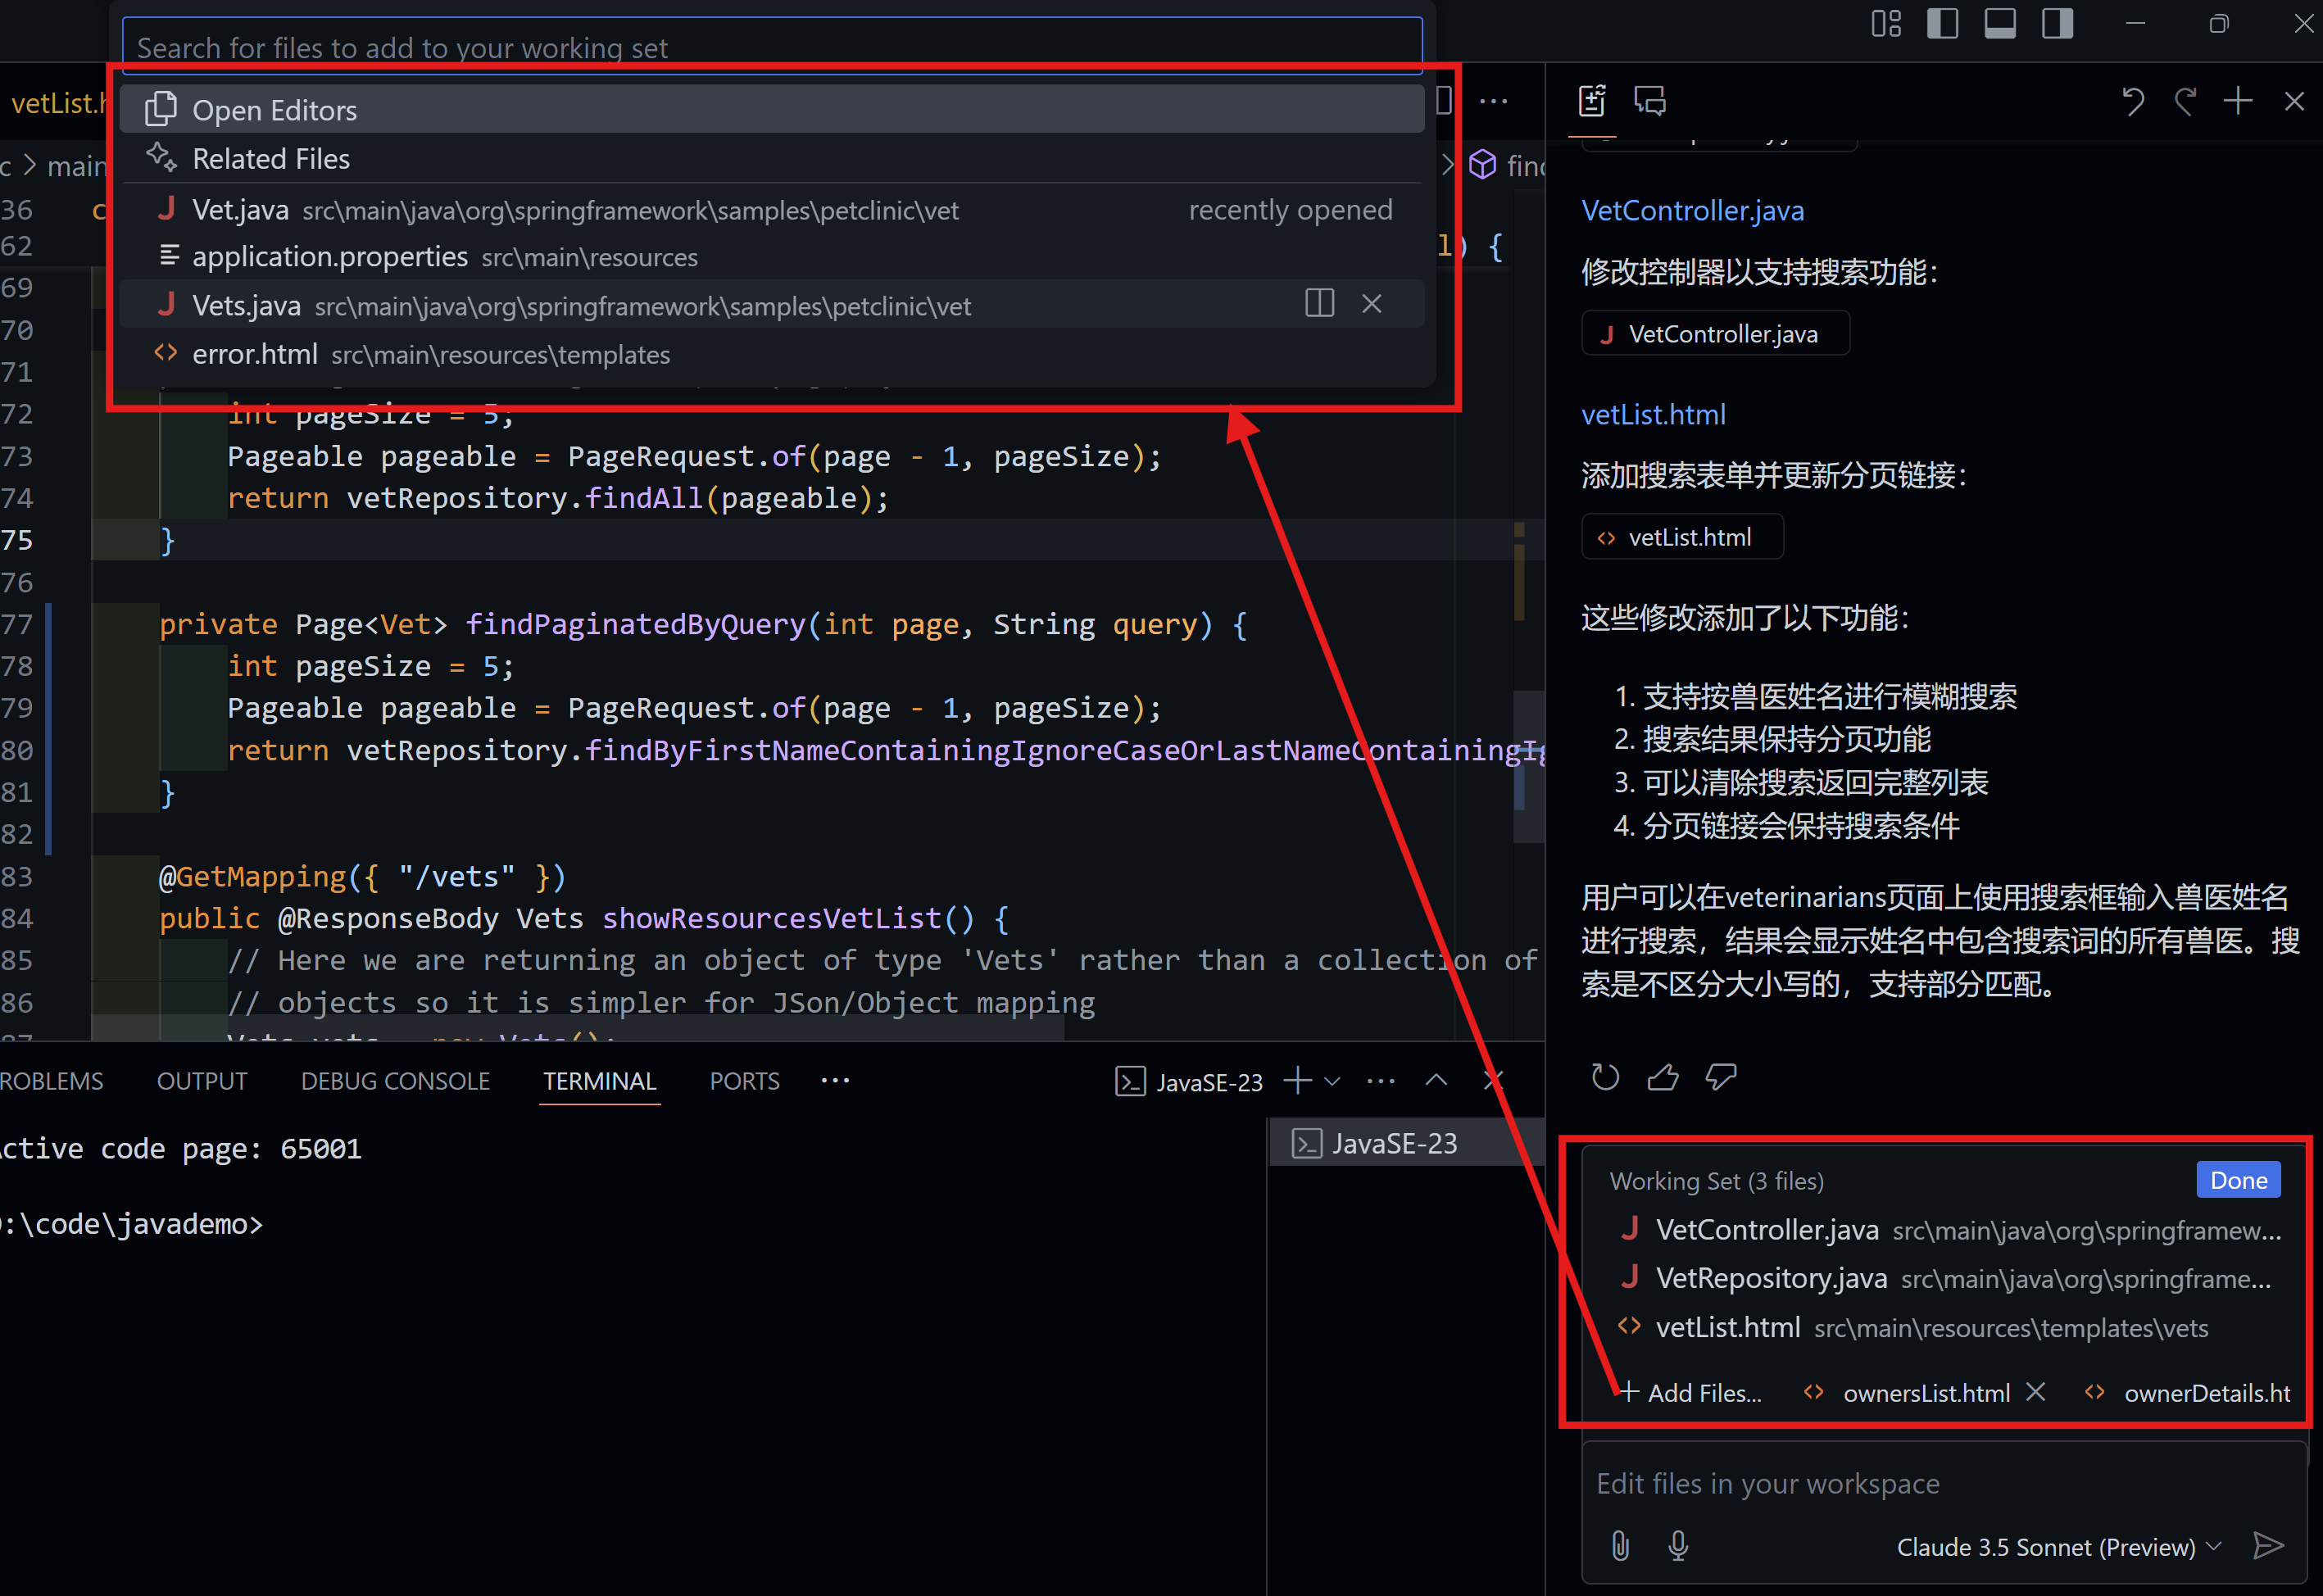 Search for files to add to your working set
Open Editors
Related Files
Vet.java src\main\java\org\springframework\samples\petclinic\vet recently opened
application.properties src\main\resources
Vets.java src\main\java\org\springframework\samples\petclinic\vet
error.html src\main\resources\templates
vetList.h
c > main
36 c
62 l) {
69
70
71
72 int pageSize = 5;
73 Pageable pageable = PageRequest.of(page - 1, pageSize);
74 return vetRepository.findAll(pageable);
75 }
76
77 private Page<Vet> findPaginatedByQuery(int page, String query) {
78 int pageSize = 5;
79 Pageable pageable = PageRequest.of(page - 1, pageSize);
80 return vetRepository.findByFirstNameContainingIgnoreCaseOrLastNameContainingIg
81 }
82
83 @GetMapping({ "/vets" })
84 public @ResponseBody Vets showResourcesVetList() {
85 // Here we are returning an object of type 'Vets' rather than a collection of
86 // objects so it is simpler for JSon/Object mapping
87 Vets vets = new Vets();
ROBLEMS OUTPUT DEBUG CONSOLE TERMINAL PORTS ··· JavaSE-23
ctive code page: 65001
:\code\javademo>
JavaSE-23
VetController.java
修改控制器以支持搜索功能：
VetController.java
vetList.html
添加搜索表单并更新分页链接：
vetList.html
这些修改添加了以下功能：
1. 支持按兽医姓名进行模糊搜索
2. 搜索结果保持分页功能
3. 可以清除搜索返回完整列表
4. 分页链接会保持搜索条件
用户可以在veterinarians页面上使用搜索框输入兽医姓名
进行搜索，结果会显示姓名中包含搜索词的所有兽医。搜
索是不区分大小写的，支持部分匹配。
Working Set (3 files) Done
VetController.java src\main\java\org\springframew...
VetRepository.java src\main\java\org\springframe...
vetList.html src\main\resources\templates\vets
+ Add Files... ownersList.html ownerDetails.ht
Edit files in your workspace
Claude 3.5 Sonnet (Preview)